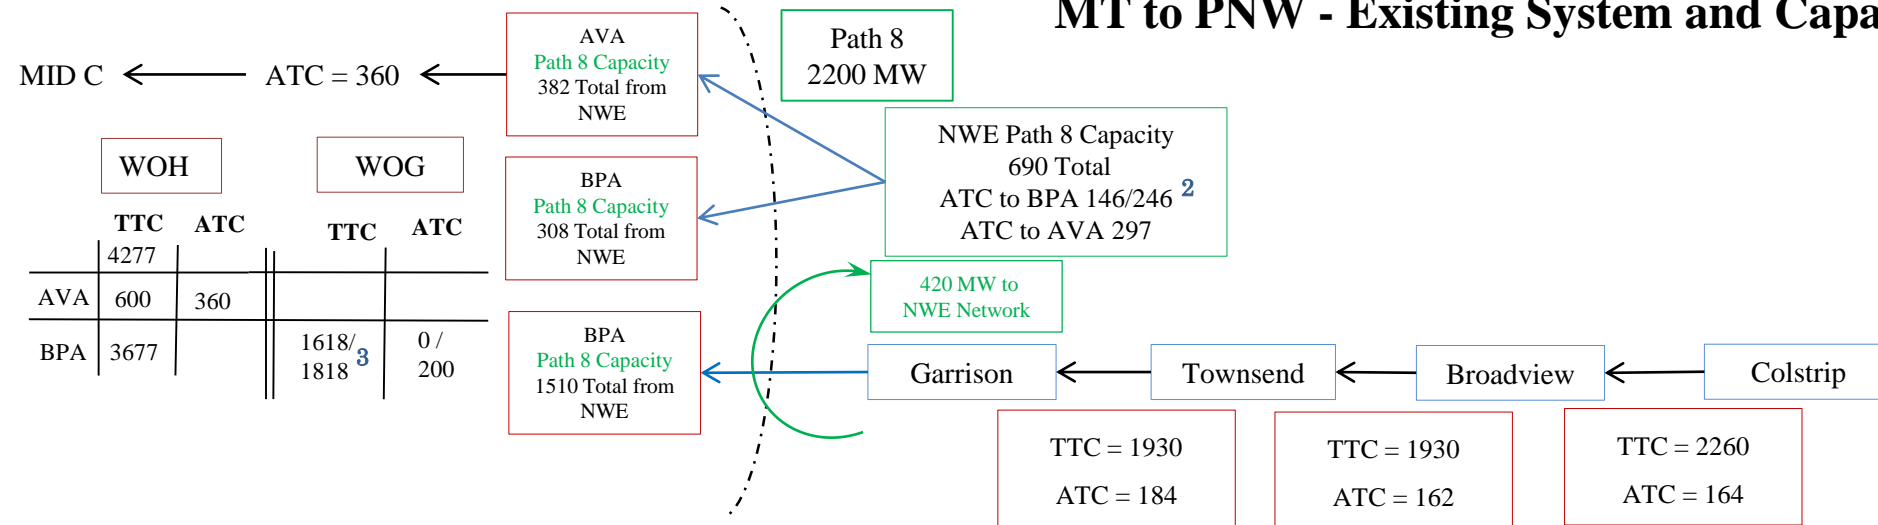 MT to PNW - Existing System and Capa
MID C
ATC = 360
AVA
Path 8 Capacity
382 Total from
NWE
Path 8
2200 MW
WOH
WOG
BPA
Path 8 Capacity
308 Total from
NWE
NWE Path 8 Capacity
690 Total
ATC to BPA 146/246 2
ATC to AVA 297
TTC ATC TTC ATC
4277
AVA 600 360
BPA 3677 1618/ 3 0 /
1818 200
420 MW to
NWE Network
BPA
Path 8 Capacity
1510 Total from
NWE
Garrison
Townsend
Broadview
Colstrip
TTC = 1930
ATC = 184
TTC = 1930
ATC = 162
TTC = 2260
ATC = 164